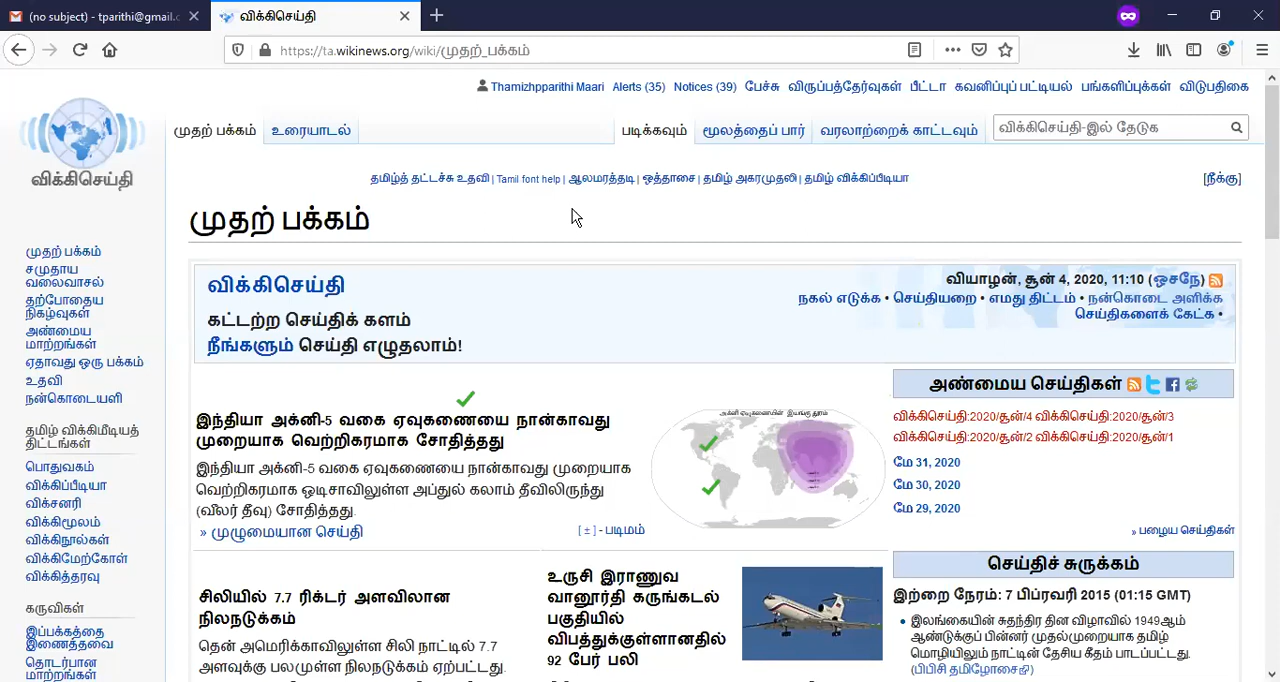 (no subject) - tparithi@gmail.c
விக்கிசெய்தி
https://ta.wikinews.org/wiki/முதற்_பக்கம்
Thamizhpparithi Maari Alerts (35) Notices (39) பேச்சு விருப்பத்தேர்வுகள் பீட்டா கவனிப்புப் பட்டியல் பங்களிப்புக்கள் விடுபதிகை
முதற் பக்கம் உரையாடல் படிக்கவும் மூலத்தைப் பார் வரலாற்றைக் காட்டவும் விக்கிசெய்தி-இல் தேடுக
விக்கிசெய்தி
தமிழ்த் தட்டச்சு உதவி | Tamil font help | ஆலமரத்தடி | ஒத்தாசை | தமிழ் அகரமுதலி | தமிழ் விக்கிப்பீடியா [நீக்கு]
முதற் பக்கம்
முதற் பக்கம்
சமுதாய
வலைவாசல்
தற்போதைய
நிகழ்வுகள்
அண்மைய
மாற்றங்கள்
ஏதாவது ஒரு பக்கம்
உதவி
நன்கொடையளி
தமிழ் விக்கிமீடியத்
திட்டங்கள்
பொதுவகம்
விக்கிப்பீடியா
விக்சனரி
விக்கிமூலம்
விக்கிநூல்கள்
விக்கிமேற்கோள்
விக்கித்தரவு
கருவிகள்
இப்பக்கத்தை
இணைத்தவை
தொடர்பான
மாற்றங்கள்
விக்கிசெய்தி
கட்டற்ற செய்திக் களம்
நீங்களும் செய்தி எழுதலாம்!
வியாழன், சூன் 4, 2020, 11:10 (ஒசநே)
நகல் எடுக்க • செய்தியறை • எமது திட்டம் • நன்கொடை அளிக்க
செய்திகளைக் கேட்க •
இந்தியா அக்னி-5 வகை ஏவுகணையை நான்காவது
முறையாக வெற்றிகரமாக சோதித்தது
இந்தியா அக்னி-5 வகை ஏவுகணையை நான்காவது முறையாக
வெற்றிகரமாக ஒடிசாவிலுள்ள அப்துல் கலாம் தீவிலிருந்து
(வீலர் தீவு) சோதித்தது.
» முழுமையான செய்தி
அக்னி ஏவுகணையின் இயங்கு தூரம்
[ ± ] - படிமம்
சிலியில் 7.7 ரிக்டர் அளவிலான
நிலநடுக்கம்
தென் அமெரிக்காவிலுள்ள சிலி நாட்டில் 7.7
அளவுக்கு பலமுள்ள நிலநடுக்கம் ஏற்பட்டது.
உருசி இராணுவ
வானூர்தி கருங்கடல்
பகுதியில்
விபத்துக்குள்ளானதில்
92 பேர் பலி
அண்மைய செய்திகள்
விக்கிசெய்தி:2020/சூன்/4 விக்கிசெய்தி:2020/சூன்/3
விக்கிசெய்தி:2020/சூன்/2 விக்கிசெய்தி:2020/சூன்/1
மே 31, 2020
மே 30, 2020
மே 29, 2020
» பழைய செய்திகள்
செய்திச் சுருக்கம்
இற்றை நேரம்: 7 பிப்ரவரி 2015 (01:15 GMT)
இலங்கையின் சுதந்திர தின விழாவில் 1949ஆம்
ஆண்டுக்குப் பின்னர் முதல்முறையாக தமிழ்
மொழியிலும் நாட்டின் தேசிய கீதம் பாடப்பட்டது.
(பிபிசி தமிழோசை)